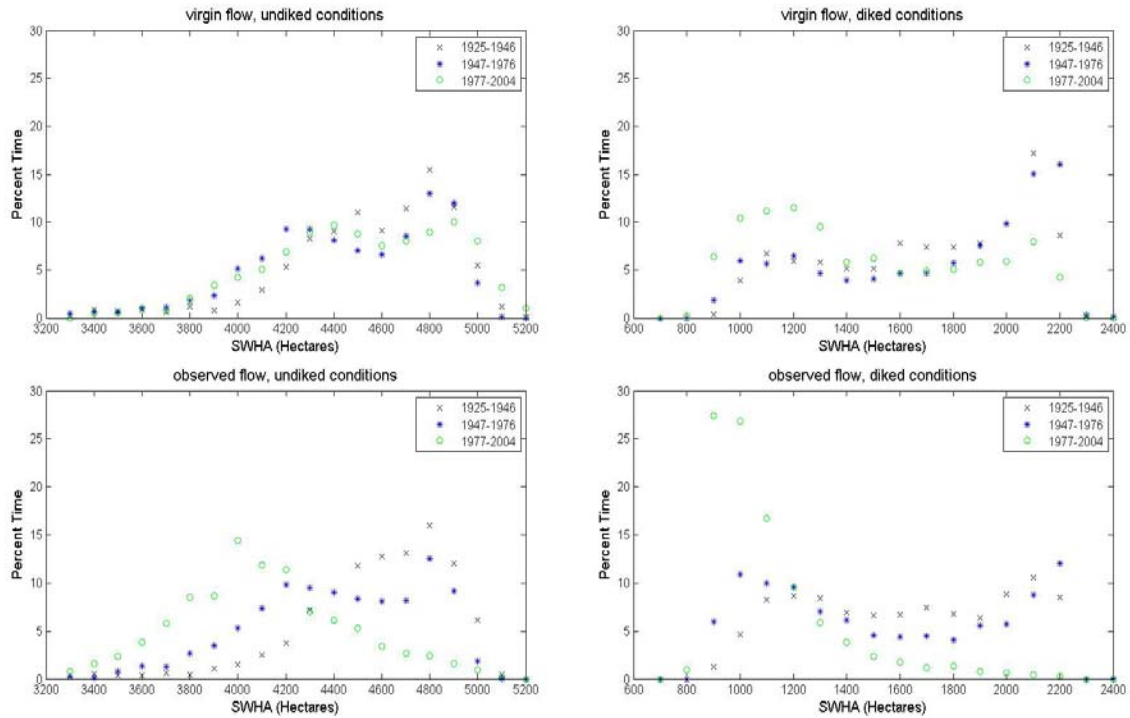 virgin flow, undiked conditions
30
25
20
15
10
5
0
Percent Time
× 1925-1946
* 1947-1976
○ 1977-2004
3200 3400 3600 3800 4000 4200 4400 4600 4800 5000 5200
SWHA (Hectares)
virgin flow, diked conditions
30
25
20
15
10
5
0
Percent Time
× 1925-1946
* 1947-1976
○ 1977-2004
600 800 1000 1200 1400 1600 1800 2000 2200 2400
SWHA (Hectares)
observed flow, undiked conditions
30
25
20
15
10
5
0
Percent Time
× 1925-1946
* 1947-1976
○ 1977-2004
3200 3400 3600 3800 4000 4200 4400 4600 4800 5000 5200
SWHA (Hectares)
observed flow, diked conditions
30
25
20
15
10
5
0
Percent Time
× 1925-1946
* 1947-1976
○ 1977-2004
600 800 1000 1200 1400 1600 1800 2000 2200 2400
SWHA (Hectares)